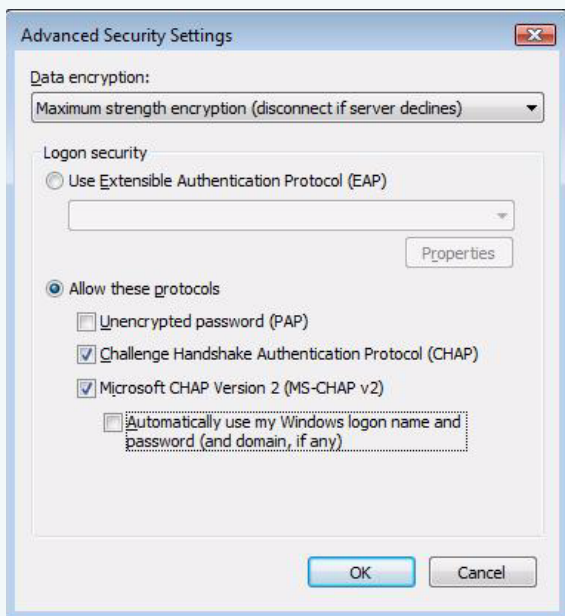 Advanced Security Settings
Data encryption:
Maximum strength encryption (disconnect if server declines)
Logon security
Use Extensible Authentication Protocol (EAP)
Properties
Allow these protocols
Unencrypted password (PAP)
Challenge Handshake Authentication Protocol (CHAP)
Microsoft CHAP Version 2 (MS-CHAP v2)
Automatically use my Windows logon name and
password (and domain, if any)
OK Cancel